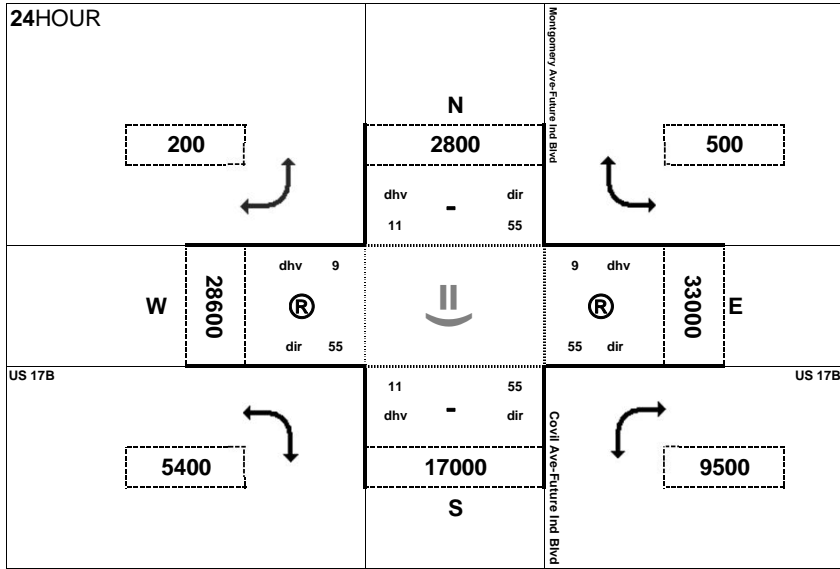 24HOUR
Montgomery Ave-Future Ind Blvd
N
200
2800
500
dhv
-
dir
11
55
W
28600
dhv 9
®
dir 55
9 dhv
®
55 dir
33000
E
US 17B
US 17B
11
55
dhv
-
dir
Covil Ave-Future Ind Blvd
5400
17000
9500
S